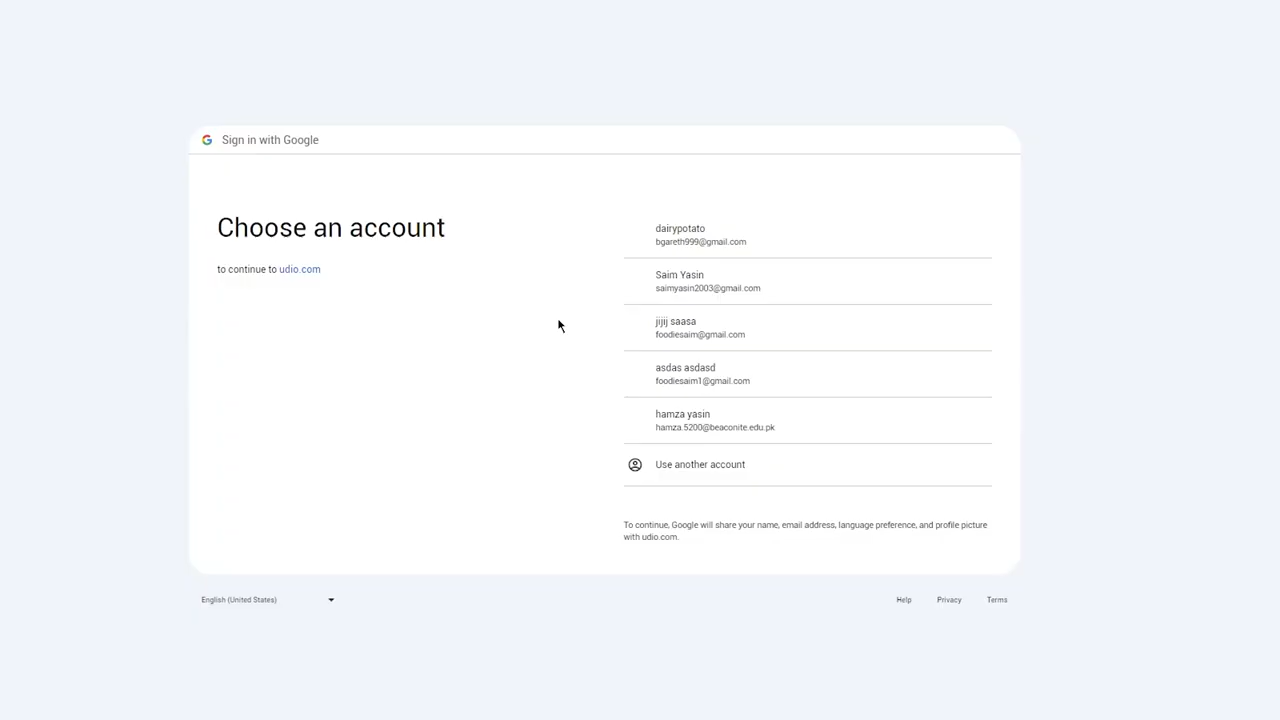 Sign in with Google
Choose an account
to continue to udio.com
dairypotato
bgareth999@gmail.com
Saim Yasin
saimyasin2003@gmail.com
jijij saasa
foodiesaim@gmail.com
asdas asdasd
foodiesaim1@gmail.com
hamza yasin
hamza.5200@beaconite.edu.pk
Use another account
To continue, Google will share your name, email address, language preference, and profile picture
with udio.com.
English (United States)
Help Privacy Terms